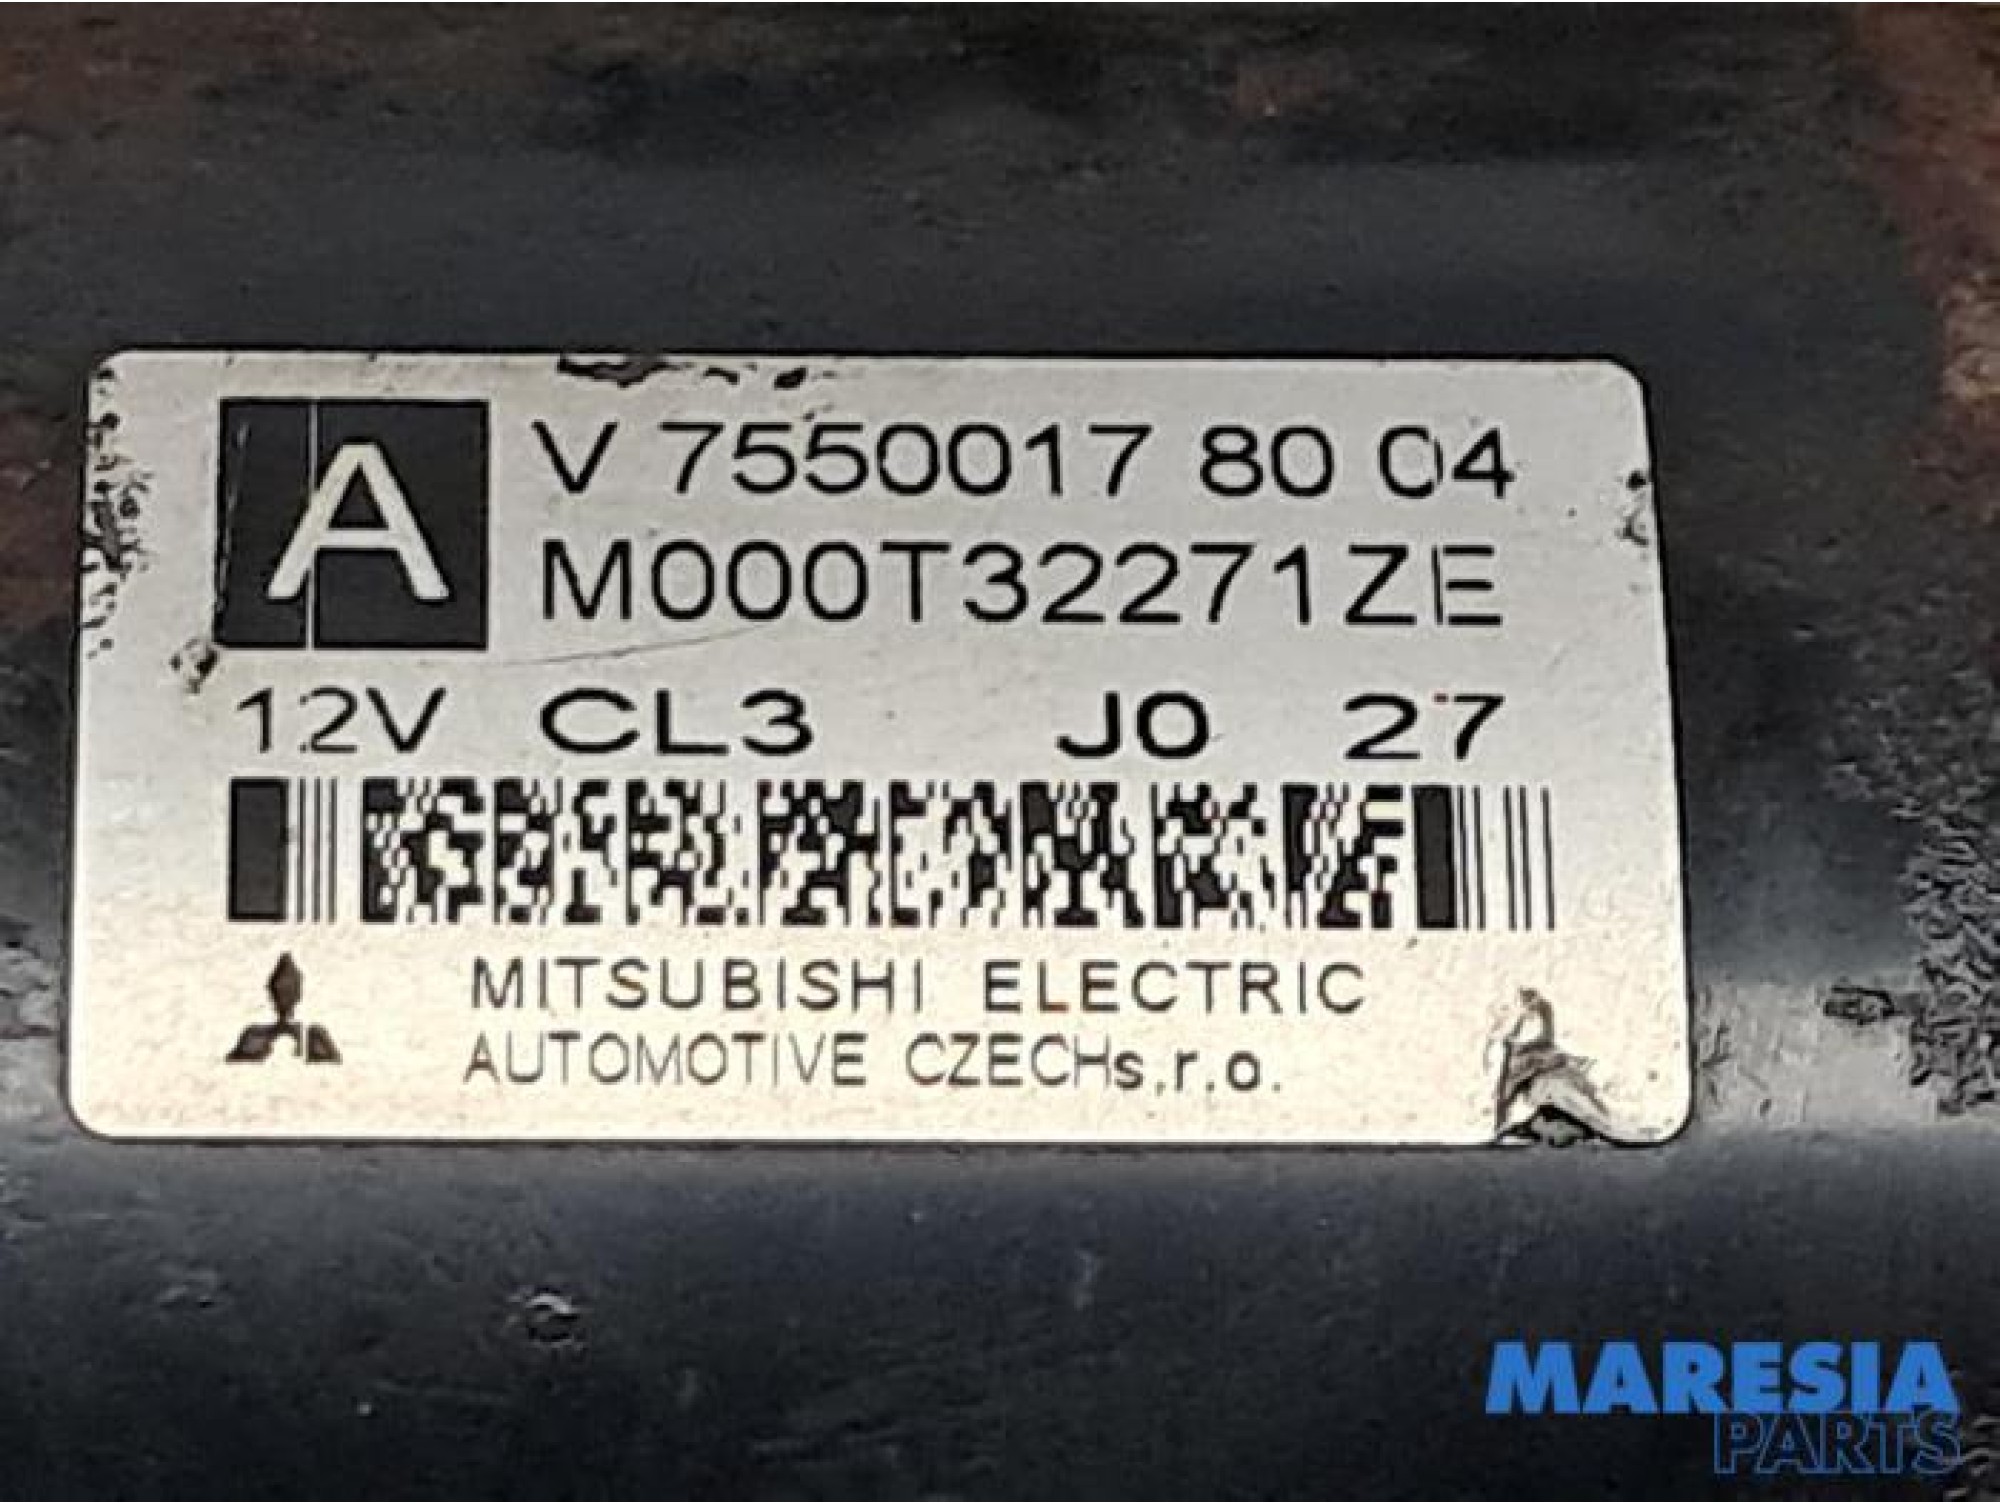 A
V 7550017 80 04
M000T32271ZE
12V CL3 J0 27
MITSUBISHI ELECTRIC
AUTOMOTIVE CZECHs.r.o.
MARESIA
PARTS